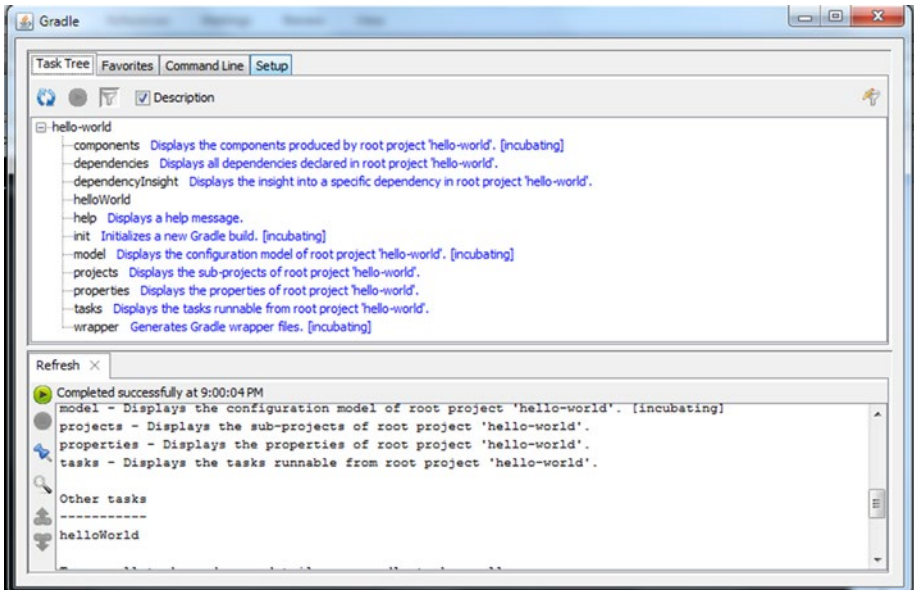 Gradle
Task Tree Favorites Command Line Setup
Description
hello-world
components Displays the components produced by root project 'hello-world'. [incubating]
dependencies Displays all dependencies declared in root project 'hello-world'.
dependencyInsight Displays the insight into a specific dependency in root project 'hello-world'.
helloWorld
help Displays a help message.
init Initializes a new Gradle build. [incubating]
model Displays the configuration model of root project 'hello-world'. [incubating]
projects Displays the sub-projects of root project 'hello-world'.
properties Displays the properties of root project 'hello-world'.
tasks Displays the tasks runnable from root project 'hello-world'.
wrapper Generates Gradle wrapper files. [incubating]
Refresh
Completed successfully at 9:00:04 PM
model - Displays the configuration model of root project 'hello-world'. [incubating]
projects - Displays the sub-projects of root project 'hello-world'.
properties - Displays the properties of root project 'hello-world'.
tasks - Displays the tasks runnable from root project 'hello-world'.
Other tasks
-----------
helloWorld